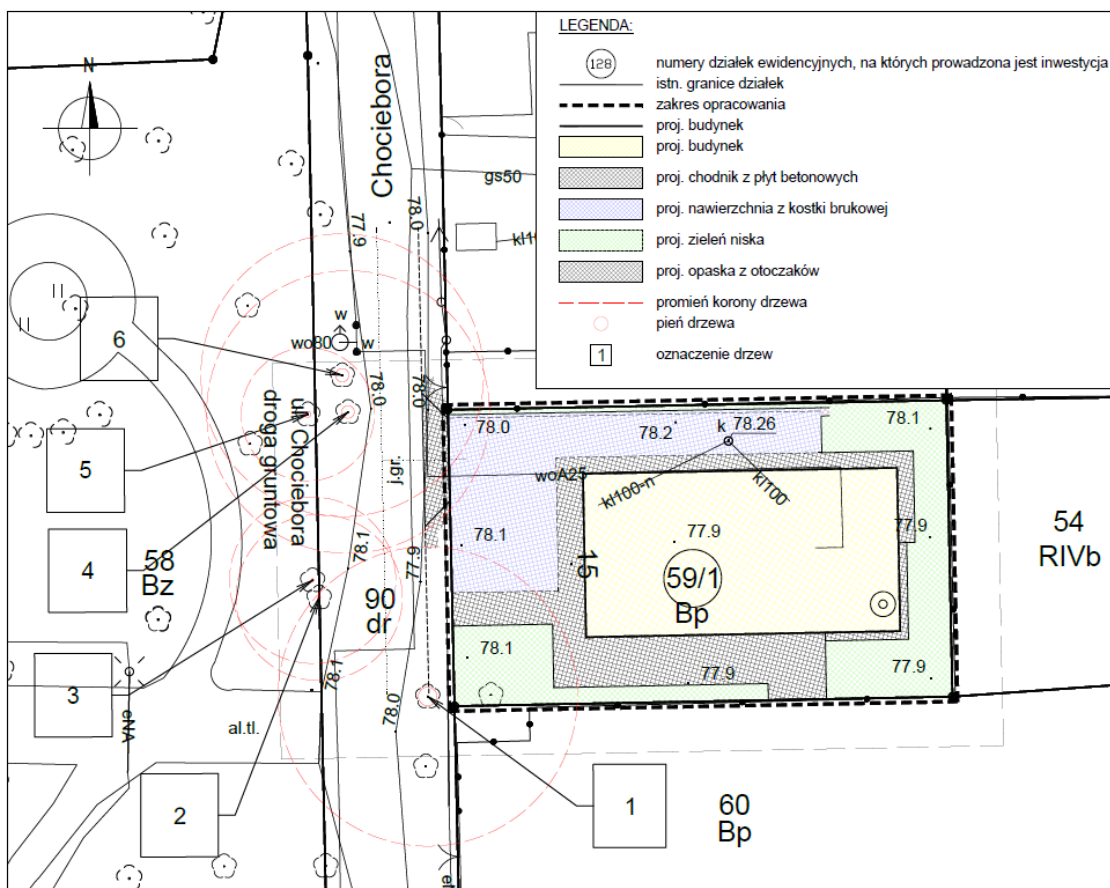 LEGENDA:
128
numery działek ewidencyjnych, na których prowadzona jest inwestycja
istn. granice działek
zakres opracowania
proj. budynek
proj. budynek
proj. chodnik z płyt betonowych
proj. nawierzchnia z kostki brukowej
proj. zieleń niska
proj. opaska z otoczaków
promień korony drzewa
pień drzewa
1
oznaczenie drzew
N
Chociebora
gs50
77.9
78.0
6
w
wo80
w
78.0
78.0
ul. Chociebora
droga gruntowa
5
j.gr.
78.0
78.2
k
78.26
78.1
woA25
kl100-n
kl100
4
58
Bz
78.1
77.9
78.1
15
77.9
77.9
59/1
Bp
54
RIVb
90
dr
3
eNA
78.1
78.0
78.1
77.9
77.9
al.tl.
2
1
60
Bp